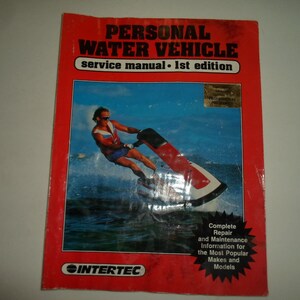 PERSONAL
WATER VEHICLE
service manual • 1st edition
Complete
Repair
and Maintenance
Information for
the Most Popular
Makes and
Models
INTERTEC